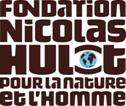 FONDATION
NICOLAS
HULOT
POUR LA NATURE
ET L'HOMME